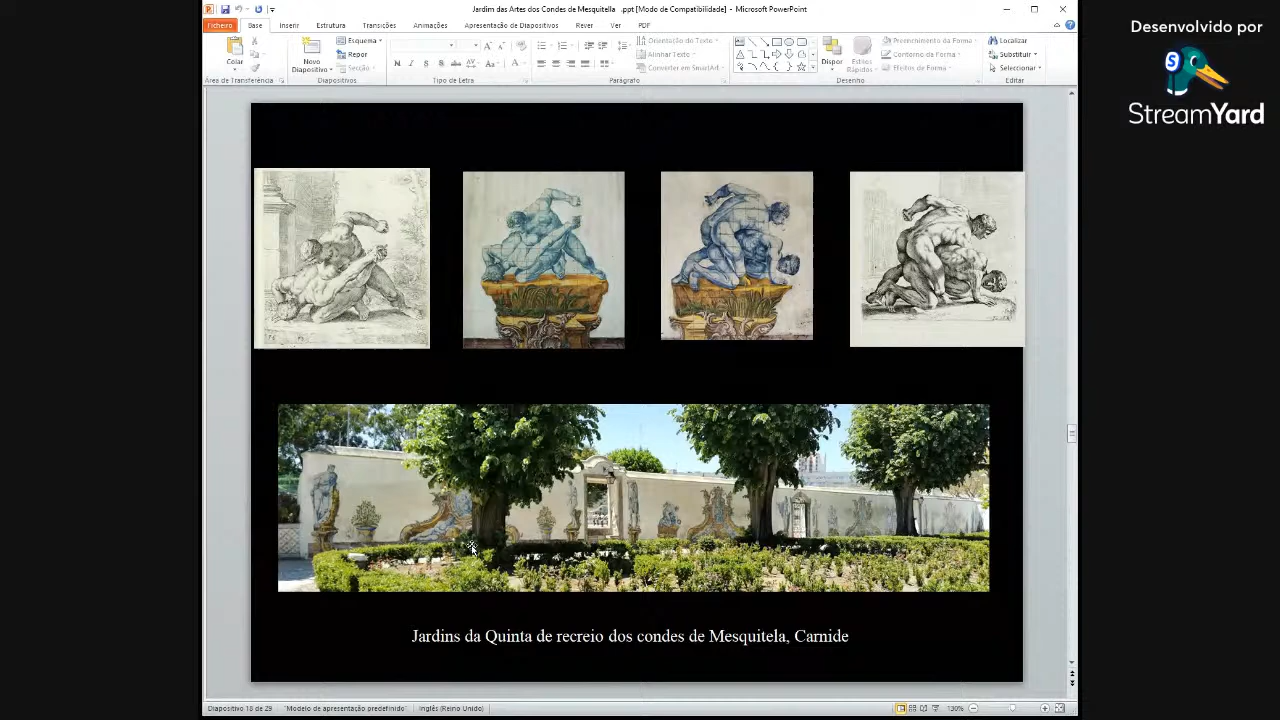 Jardim das Artes dos Condes de Mesquitela .ppt [Modo de Compatibilidade] - Microsoft PowerPoint
Desenvolvido por
StreamYard
Ficheiro Base Inserir Estrutura Transições Animações Apresentação de Diapositivos Rever Ver PDF
Colar
Novo
Diapositivo
Esquema
Repor
Secção
Orientação do Texto
Alinhar Texto
Converter em SmartArt
Dispor
Estilos
Rápidos
Preenchimento da Forma
Contorno da Forma
Efeitos de Forma
Localizar
Substituir
Seleccionar
Área de Transferência Diapositivos Tipo de Letra Parágrafo Desenho Editar
Jardins da Quinta de recreio dos condes de Mesquitela, Carnide
Diapositivo 18 de 29 "Modelo de apresentação predefinido" Inglês (Reino Unido) 130%